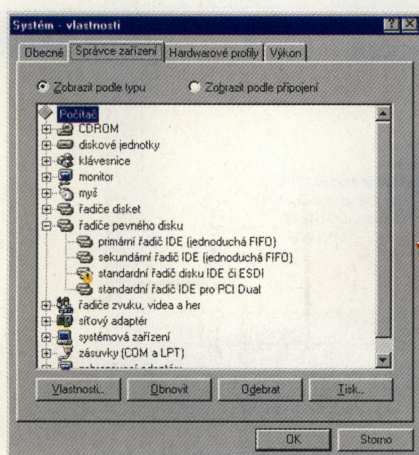 Systém - vlastnosti
Obecné Správce zařízení Hardwarové profily Výkon
Zobrazit podle typu Zobrazit podle připojení
Počítač
CDROM
diskové jednotky
klávesnice
monitor
myš
řadiče disket
řadiče pevného disku
primární řadič IDE (jednoduchá FIFO)
sekundární řadič IDE (jednoduchá FIFO)
standardní řadič disku IDE či ESDI
standardní řadič IDE pro PCI Dual
řadiče zvuku, videa a her
síťový adaptér
systémová zařízení
zásuvky (COM a LPT)
Vlastnosti... Obnovit Odebrat Tisk...
OK Storno